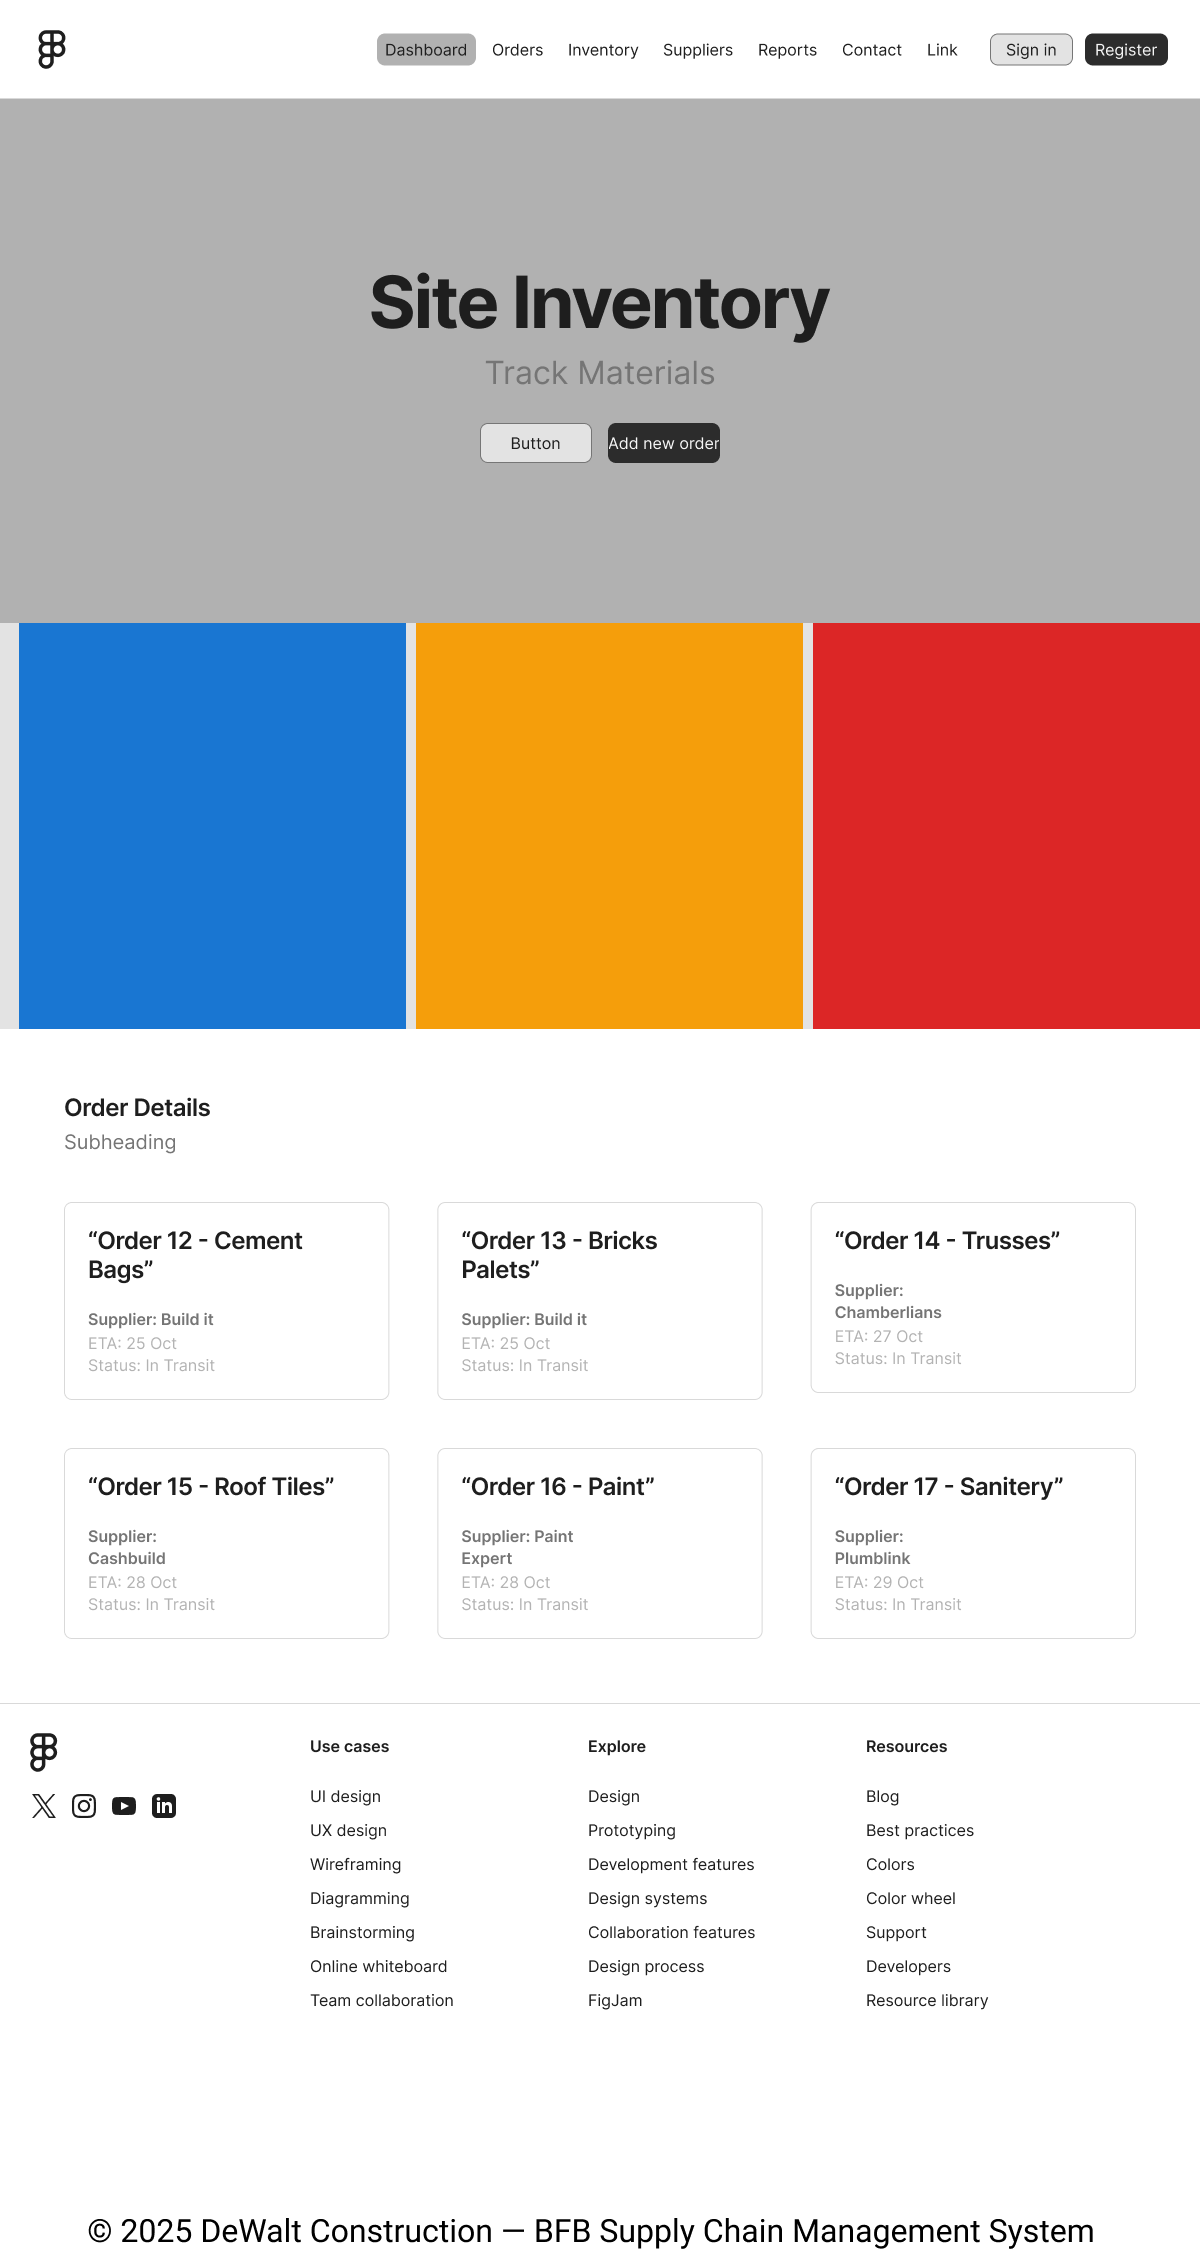 Dashboard Orders Inventory Suppliers Reports Contact Link Sign in Register
Site Inventory
Track Materials
Button Add new order
Order Details
Subheading
“Order 12 - Cement
Bags”
Supplier: Build it
ETA: 25 Oct
Status: In Transit
“Order 13 - Bricks
Palets”
Supplier: Build it
ETA: 25 Oct
Status: In Transit
“Order 14 - Trusses”
Supplier:
Chamberlians
ETA: 27 Oct
Status: In Transit
“Order 15 - Roof Tiles”
Supplier:
Cashbuild
ETA: 28 Oct
Status: In Transit
“Order 16 - Paint”
Supplier: Paint
Expert
ETA: 28 Oct
Status: In Transit
“Order 17 - Sanitery”
Supplier:
Plumblink
ETA: 29 Oct
Status: In Transit
Use cases
UI design
UX design
Wireframing
Diagramming
Brainstorming
Online whiteboard
Team collaboration
Explore
Design
Prototyping
Development features
Design systems
Collaboration features
Design process
FigJam
Resources
Blog
Best practices
Colors
Color wheel
Support
Developers
Resource library
© 2025 DeWalt Construction — BFB Supply Chain Management System